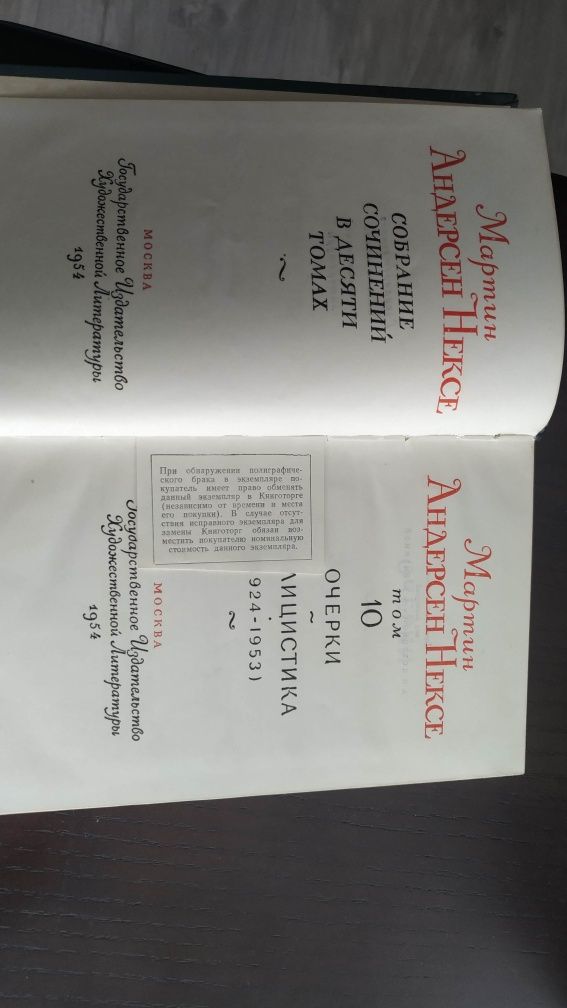 Мартин
АНДЕРСЕН НЕКСЕ
СОБРАНИЕ
СОЧИНЕНИЙ
В ДЕСЯТИ
ТОМАХ
МОСКВА
Государственное Издательство
Художественной Литературы
1954
Мартин
АНДЕРСЕН НЕКСЕ
том
10
ОЧЕРКИ
ЛИЦИСТИКА
924-1953)
МОСКВА
Государственное Издательство
Художественной Литературы
1954
При обнаружении полиграфиче-
ского брака в экземпляре по-
купатель имеет право обменять
данный экземпляр в Книготорге
(независимо от времени и места
его покупки). В случае отсут-
ствия исправного экземпляра для
замены Книготорг обязан воз-
местить покупателю номинальную
стоимость данного экземпляра.